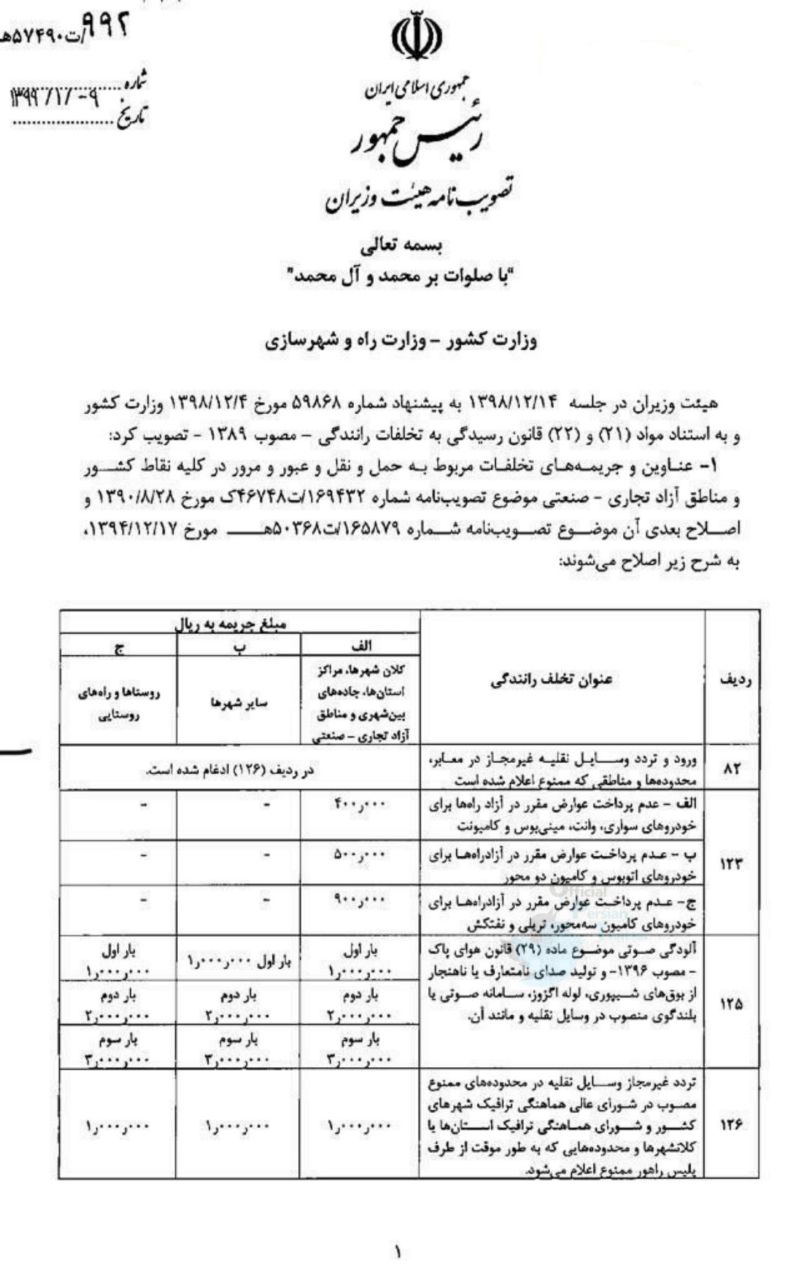 ۹۹۲/ت۵۷۴۹۰هـ
شماره
۱۳۹۹/۱/۰۹
تاریخ
جمهوری اسلامی ایران
رئیس جمهور
تصویب نامه هیئت وزیران
بسمه تعالی
"با صلوات بر محمد و آل محمد"
وزارت کشور – وزارت راه و شهرسازی
هیئت وزیران در جلسه ۱۳۹۸/۱۲/۱۴ به پیشنهاد شماره ۵۹۸۶۸ مورخ ۱۳۹۸/۱۲/۴ وزارت کشور
و به استناد مواد (۲۱) و (۲۲) قانون رسیدگی به تخلفات رانندگی – مصوب ۱۳۸۹ - تصویب کرد:
۱– عناوین و جریمه‌های تخلفات مربوط به حمل و نقل و عبور و مرور در کلیه نقاط کشور
و مناطق آزاد تجاری – صنعتی موضوع تصویب‌نامه شماره ۱۶۹۴۳۲/ت۴۶۷۴۸ک مورخ ۱۳۹۰/۸/۲۸ و
اصلاح بعدی آن موضوع تصویب‌نامه شماره ۱۶۵۸۷۹/ت۵۰۳۶۸هـ مورخ ۱۳۹۴/۱۲/۱۷،
به شرح زیر اصلاح می‌شوند:
ردیف
عنوان تخلف رانندگی
مبلغ جریمه به ریال
الف
ب
ج
کلان شهرها، مراکز
استان‌ها، جاده‌های
بین‌شهری و مناطق
آزاد تجاری – صنعتی
سایر شهرها
روستاها و راه‌های
روستایی
۸۲
ورود و تردد وسایل نقلیه غیرمجاز در معابر،
محدوده‌ها و مناطقی که ممنوع اعلام شده است
در ردیف (۱۲۶) ادغام شده است.
۱۲۳
الف – عدم پرداخت عوارض مقرر در آزاد راه‌ها برای
خودروهای سواری، وانت، مینی‌بوس و کامیونت
۴۰۰٫۰۰۰
-
-
ب – عدم پرداخت عوارض مقرر در آزادراه‌ها برای
خودروهای اتوبوس و کامیون دو محور
۵۰۰٫۰۰۰
-
-
ج- عدم پرداخت عوارض مقرر در آزادراه‌ها برای
خودروهای کامیون سه‌محور، تریلی و نفتکش
۹۰۰٫۰۰۰
-
-
Official
Persian
۱۲۵
آلودگی صوتی موضوع ماده (۲۹) قانون هوای پاک
– مصوب ۱۳۹۶- و تولید صدای نامتعارف یا ناهنجار
از بوق‌های شیپوری، لوله اگزوز، سامانه صوتی یا
بلندگوی منصوب در وسایل نقلیه و مانند آن.
بار اول
۱٫۰۰۰٫۰۰۰
بار اول ۱٫۰۰۰٫۰۰۰
بار اول
۱٫۰۰۰٫۰۰۰
بار دوم
۲٫۰۰۰٫۰۰۰
بار دوم
۲٫۰۰۰٫۰۰۰
بار دوم
۲٫۰۰۰٫۰۰۰
بار سوم
۳٫۰۰۰٫۰۰۰
بار سوم
۳٫۰۰۰٫۰۰۰
بار سوم
۳٫۰۰۰٫۰۰۰
۱۲۶
تردد غیرمجاز وسایل نقلیه در محدوده‌های ممنوع
مصوب در شورای عالی هماهنگی ترافیک شهرهای
کشور و شورای هماهنگی ترافیک استان‌ها یا
کلانشهرها و محدوده‌هایی که به طور موقت از طرف
پلیس راهور ممنوع اعلام می‌شود.
۱٫۰۰۰٫۰۰۰
۱٫۰۰۰٫۰۰۰
۱٫۰۰۰٫۰۰۰
۱